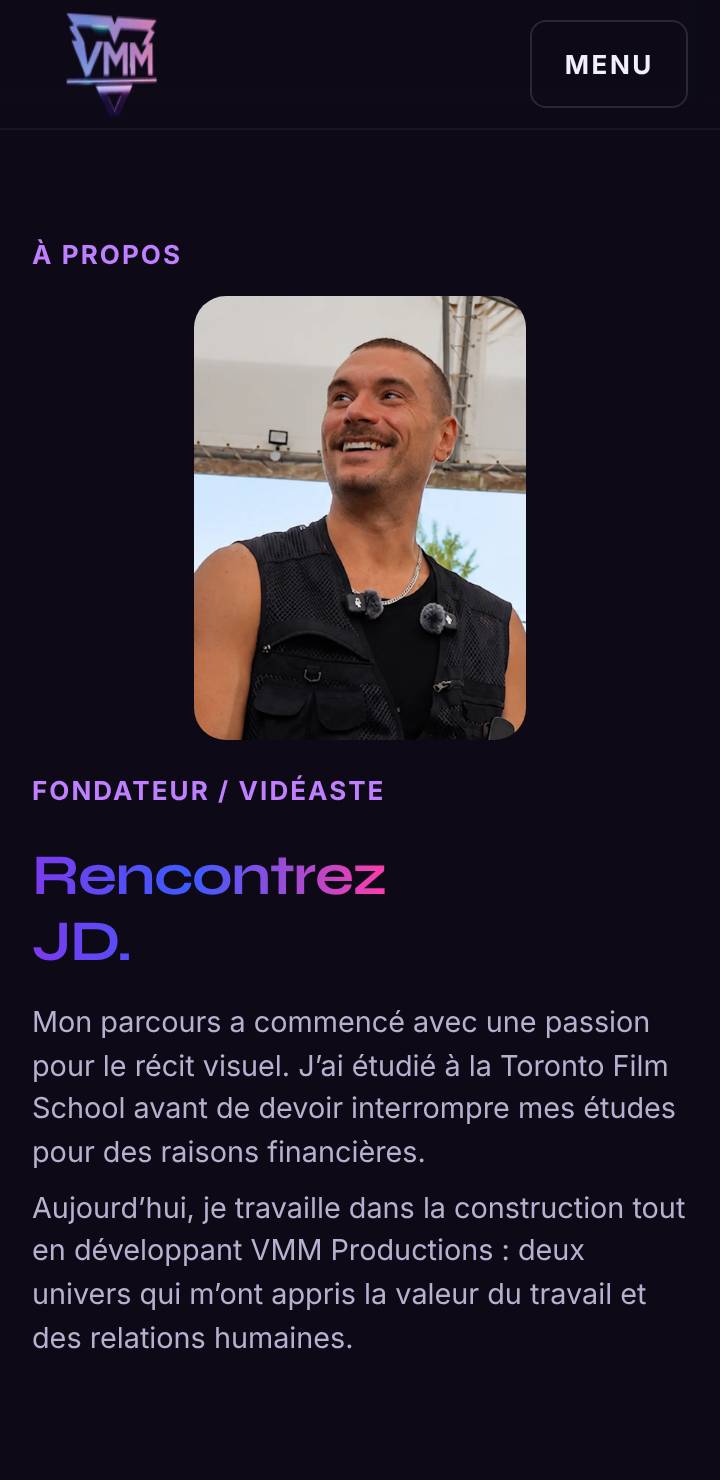 VMM
MENU
À PROPOS
FONDATEUR / VIDÉASTE
Rencontrez
JD.
Mon parcours a commencé avec une passion
pour le récit visuel. J’ai étudié à la Toronto Film
School avant de devoir interrompre mes études
pour des raisons financières.
Aujourd’hui, je travaille dans la construction tout
en développant VMM Productions : deux
univers qui m’ont appris la valeur du travail et
des relations humaines.